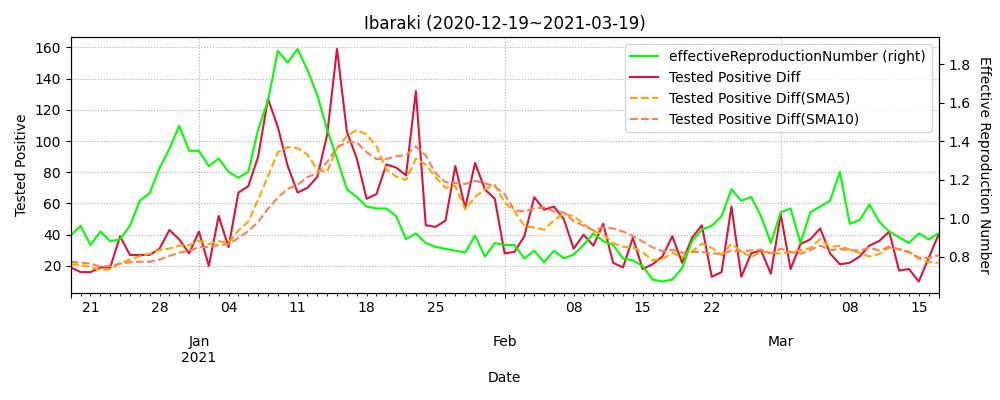 Ibaraki (2020-12-19~2021-03-19)
effectiveReproductionNumber (right)
Tested Positive Diff
Tested Positive Diff(SMA5)
Tested Positive Diff(SMA10)
Tested Positive
160
140
120
100
80
60
40
20
1.8
1.6
1.4
1.2
1.0
0.8
Effective Reproduction Number
21 28 04 11 18 25 08 15 22 08 15
Jan Feb Mar
2021
Date